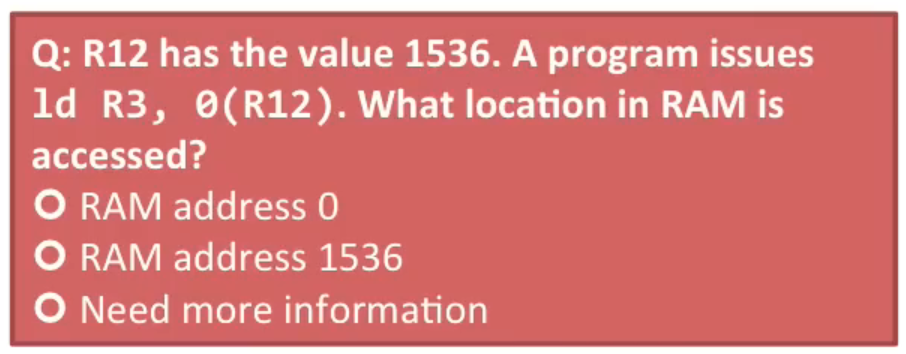 Q: R12 has the value 1536. A program issues
ld R3, 0(R12). What location in RAM is
accessed?
RAM address 0
RAM address 1536
Need more information